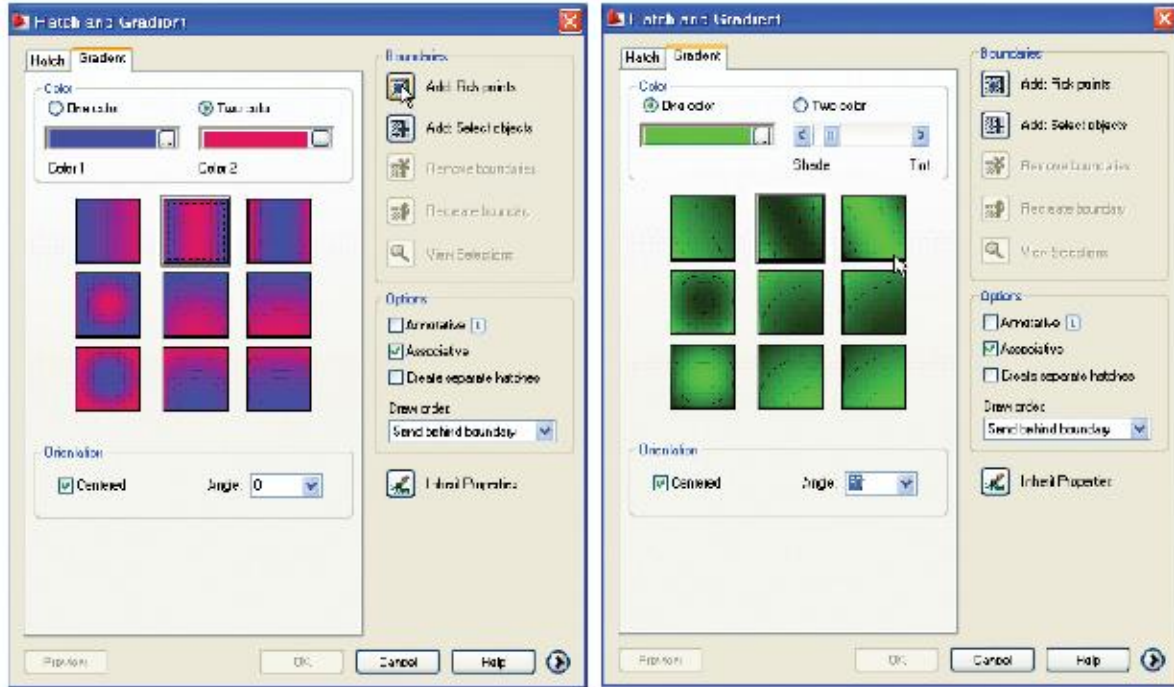 Hatch and Gradient
Hatch Gradient
Color
One color Two color
Color 1 Color 2
Orientation
Centered Angle: 0
Boundaries
Add: Pick points
Add: Select objects
Remove boundaries
Recreate boundary
View Selections
Options
Annotative
Associative
Create separate hatches
Draw order:
Send behind boundary
Inherit Properties
Preview OK Cancel Help
Hatch and Gradient
Hatch Gradient
Color
One color Two color
Shade Tint
Orientation
Centered Angle:
Boundaries
Add: Pick points
Add: Select objects
Remove boundaries
Recreate boundary
View Selections
Options
Annotative
Associative
Create separate hatches
Draw order:
Send behind boundary
Inherit Properties
Preview OK Cancel Help